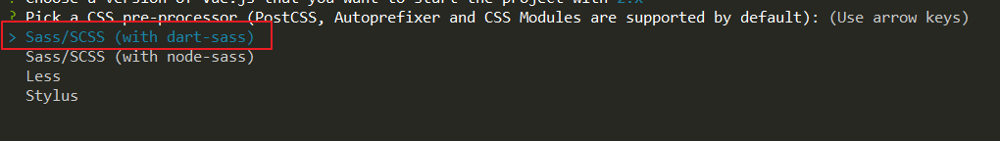 ? Choose a version of Vue.js that you want to start the project with 2.x
? Pick a CSS pre-processor (PostCSS, Autoprefixer and CSS Modules are supported by default): (Use arrow keys)
> Sass/SCSS (with dart-sass)
Sass/SCSS (with node-sass)
Less
Stylus